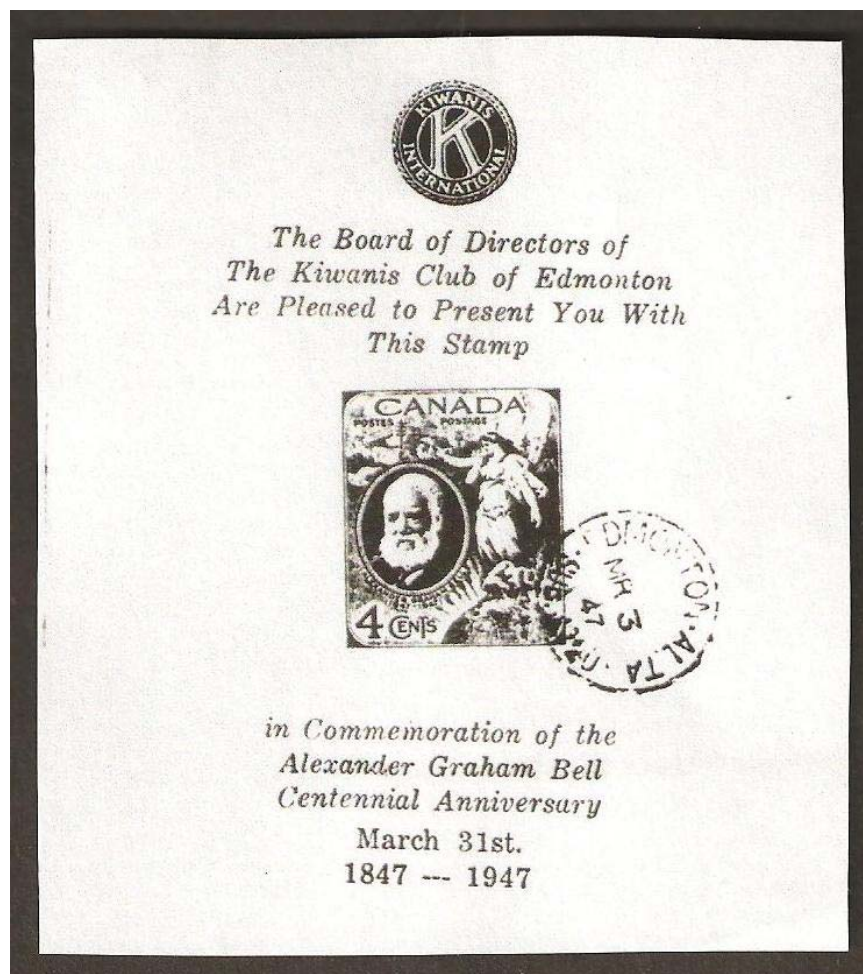 KIWANIS
K
INTERNATIONAL
The Board of Directors of
The Kiwanis Club of Edmonton
Are Pleased to Present You With
This Stamp
CANADA
POSTES POSTAGE
4 CENTS
EDMONTON. ALTA.
MR 3
47
in Commemoration of the
Alexander Graham Bell
Centennial Anniversary
March 31st.
1847 --- 1947